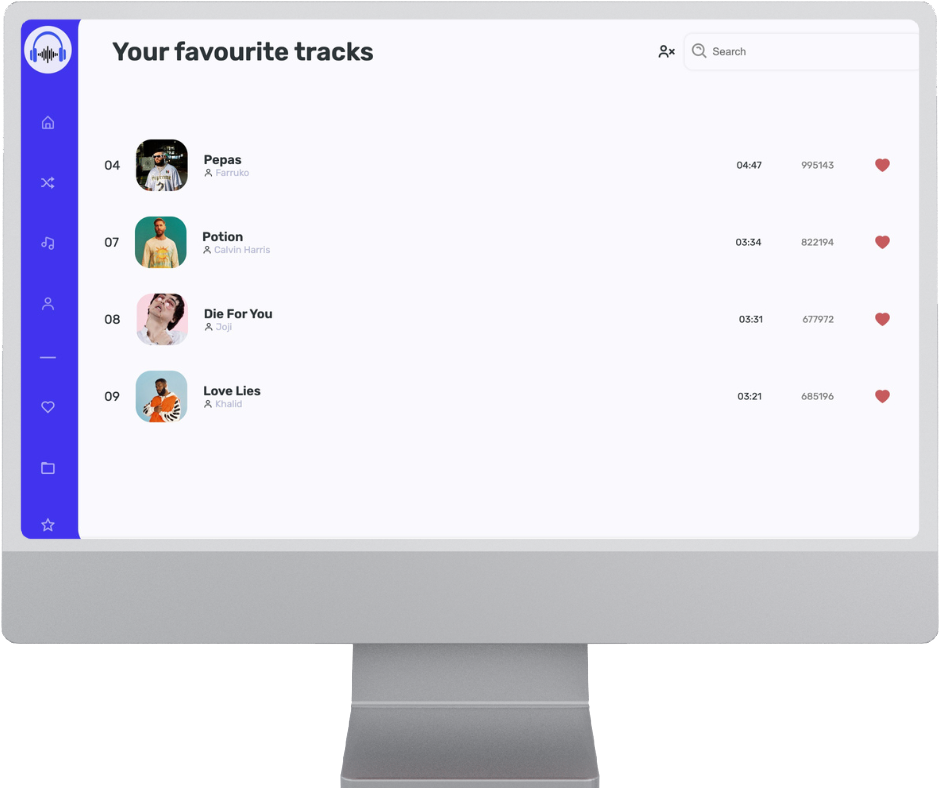 Your favourite tracks
Search
04
Pepas
Farruko
04:47
995143
07
Potion
Calvin Harris
03:34
822194
08
Die For You
Joji
03:31
677972
09
Love Lies
Khalid
03:21
685196